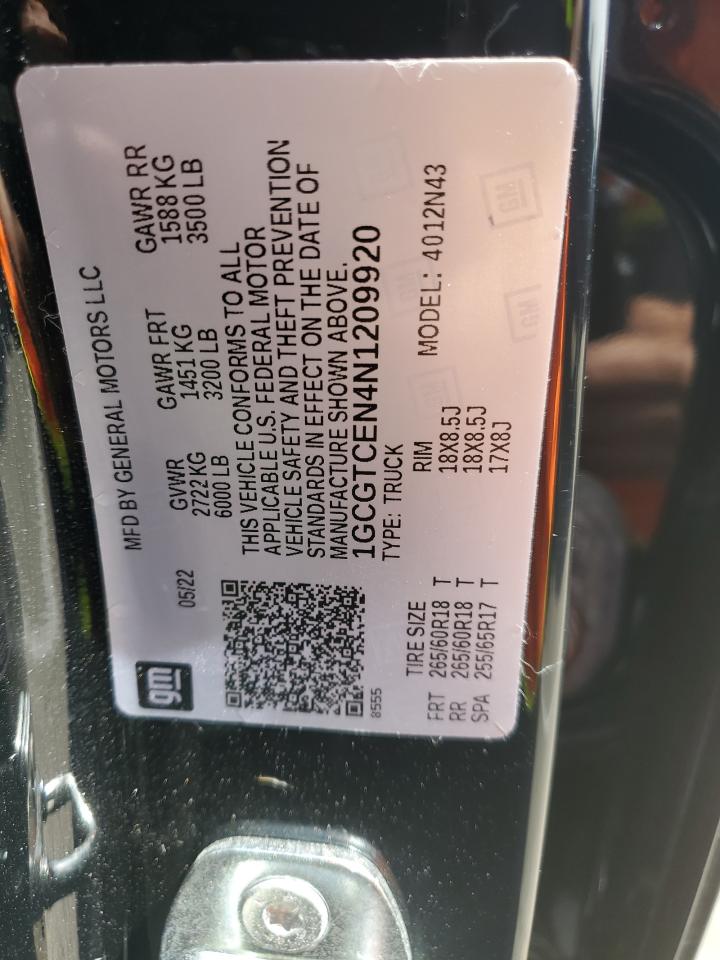 gm
05/22
MFD BY GENERAL MOTORS LLC
GVWR GAWR FRT GAWR RR
2722 KG 1451 KG 1588 KG
6000 LB 3200 LB 3500 LB
THIS VEHICLE CONFORMS TO ALL
APPLICABLE U.S. FEDERAL MOTOR
VEHICLE SAFETY AND THEFT PREVENTION
STANDARDS IN EFFECT ON THE DATE OF
MANUFACTURE SHOWN ABOVE.
1GCGTCEN4N1209920
8555
TYPE: TRUCK MODEL: 4012N43
TIRE SIZE RIM
FRT 265/60R18 T 18X8.5J
RR 265/60R18 T 18X8.5J
SPA 255/65R17 T 17X8J
GM
GM